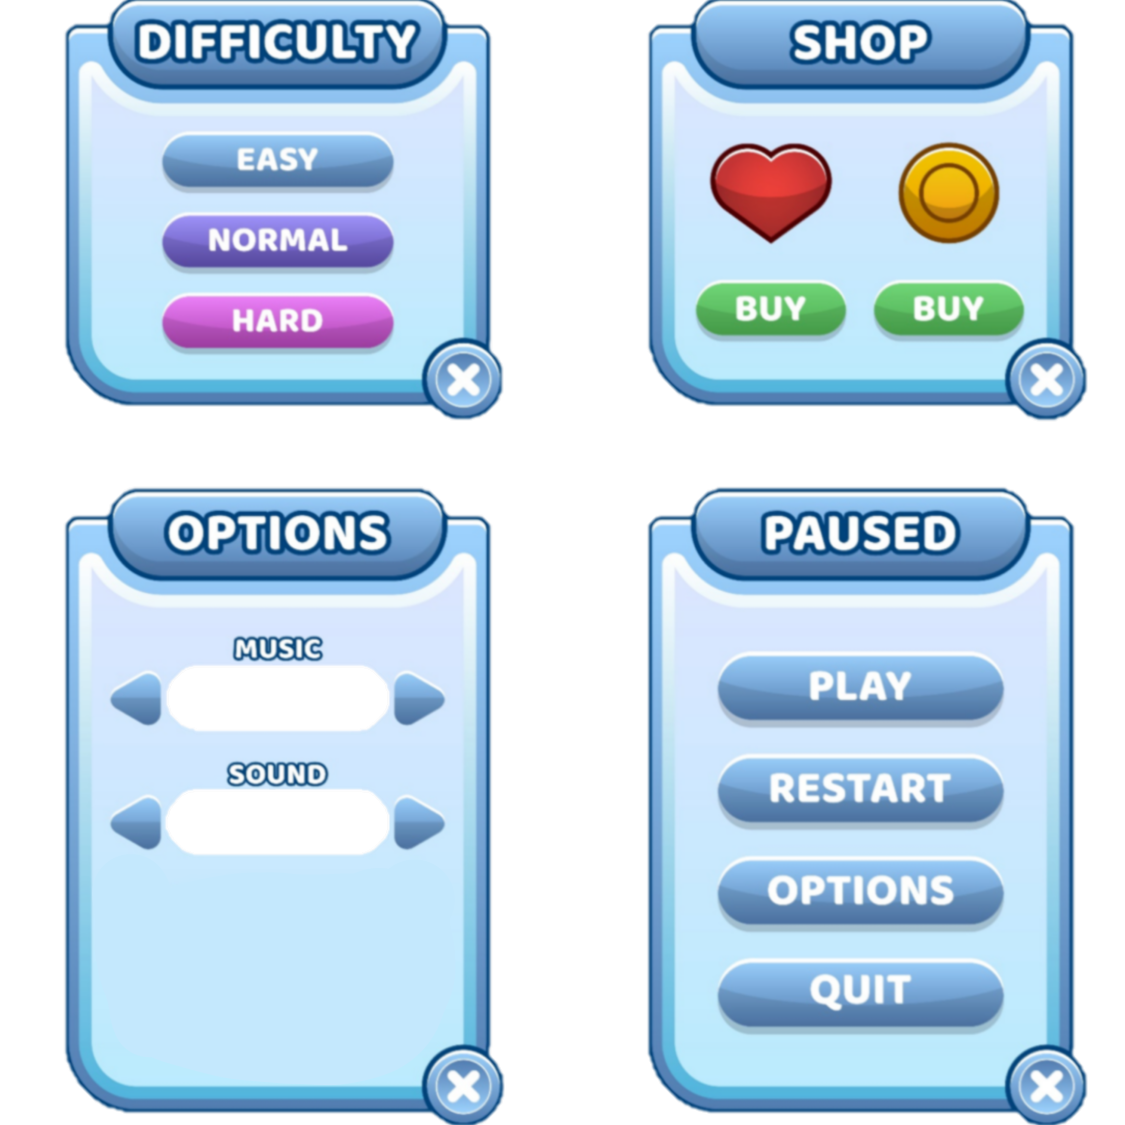 DIFFICULTY
EASY
NORMAL
HARD
SHOP
BUY BUY
OPTIONS
MUSIC
SOUND
PAUSED
PLAY
RESTART
OPTIONS
QUIT